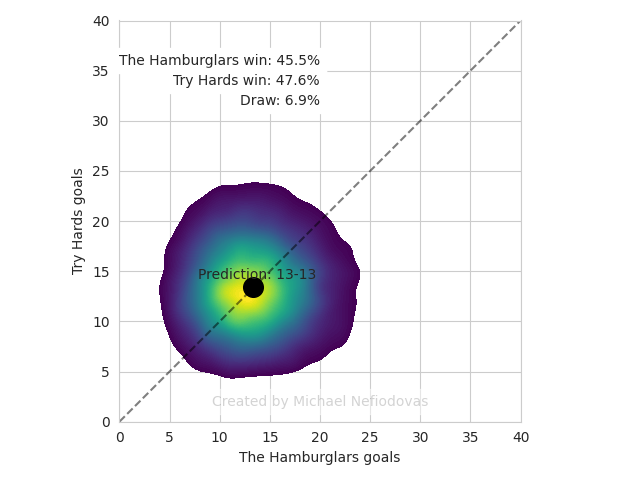 40
35
30
25
20
15
10
5
0
The Hamburglars win: 45.5%
Try Hards win: 47.6%
Draw: 6.9%
Try Hards goals
Prediction: 13-13
Created by Michael Nefiodovas
0 5 10 15 20 25 30 35 40
The Hamburglars goals